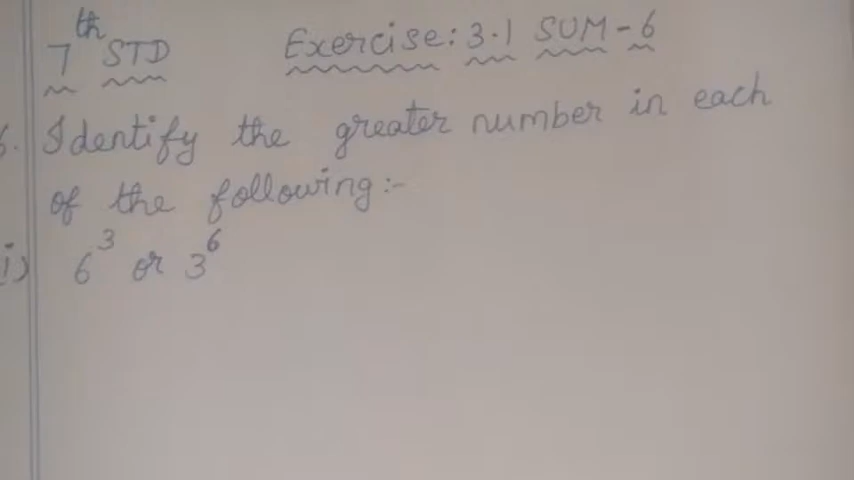 7th STD Exercise: 3.1 SUM-6
6. Identify the greater number in each
of the following:-
i) 6³ or 3⁶